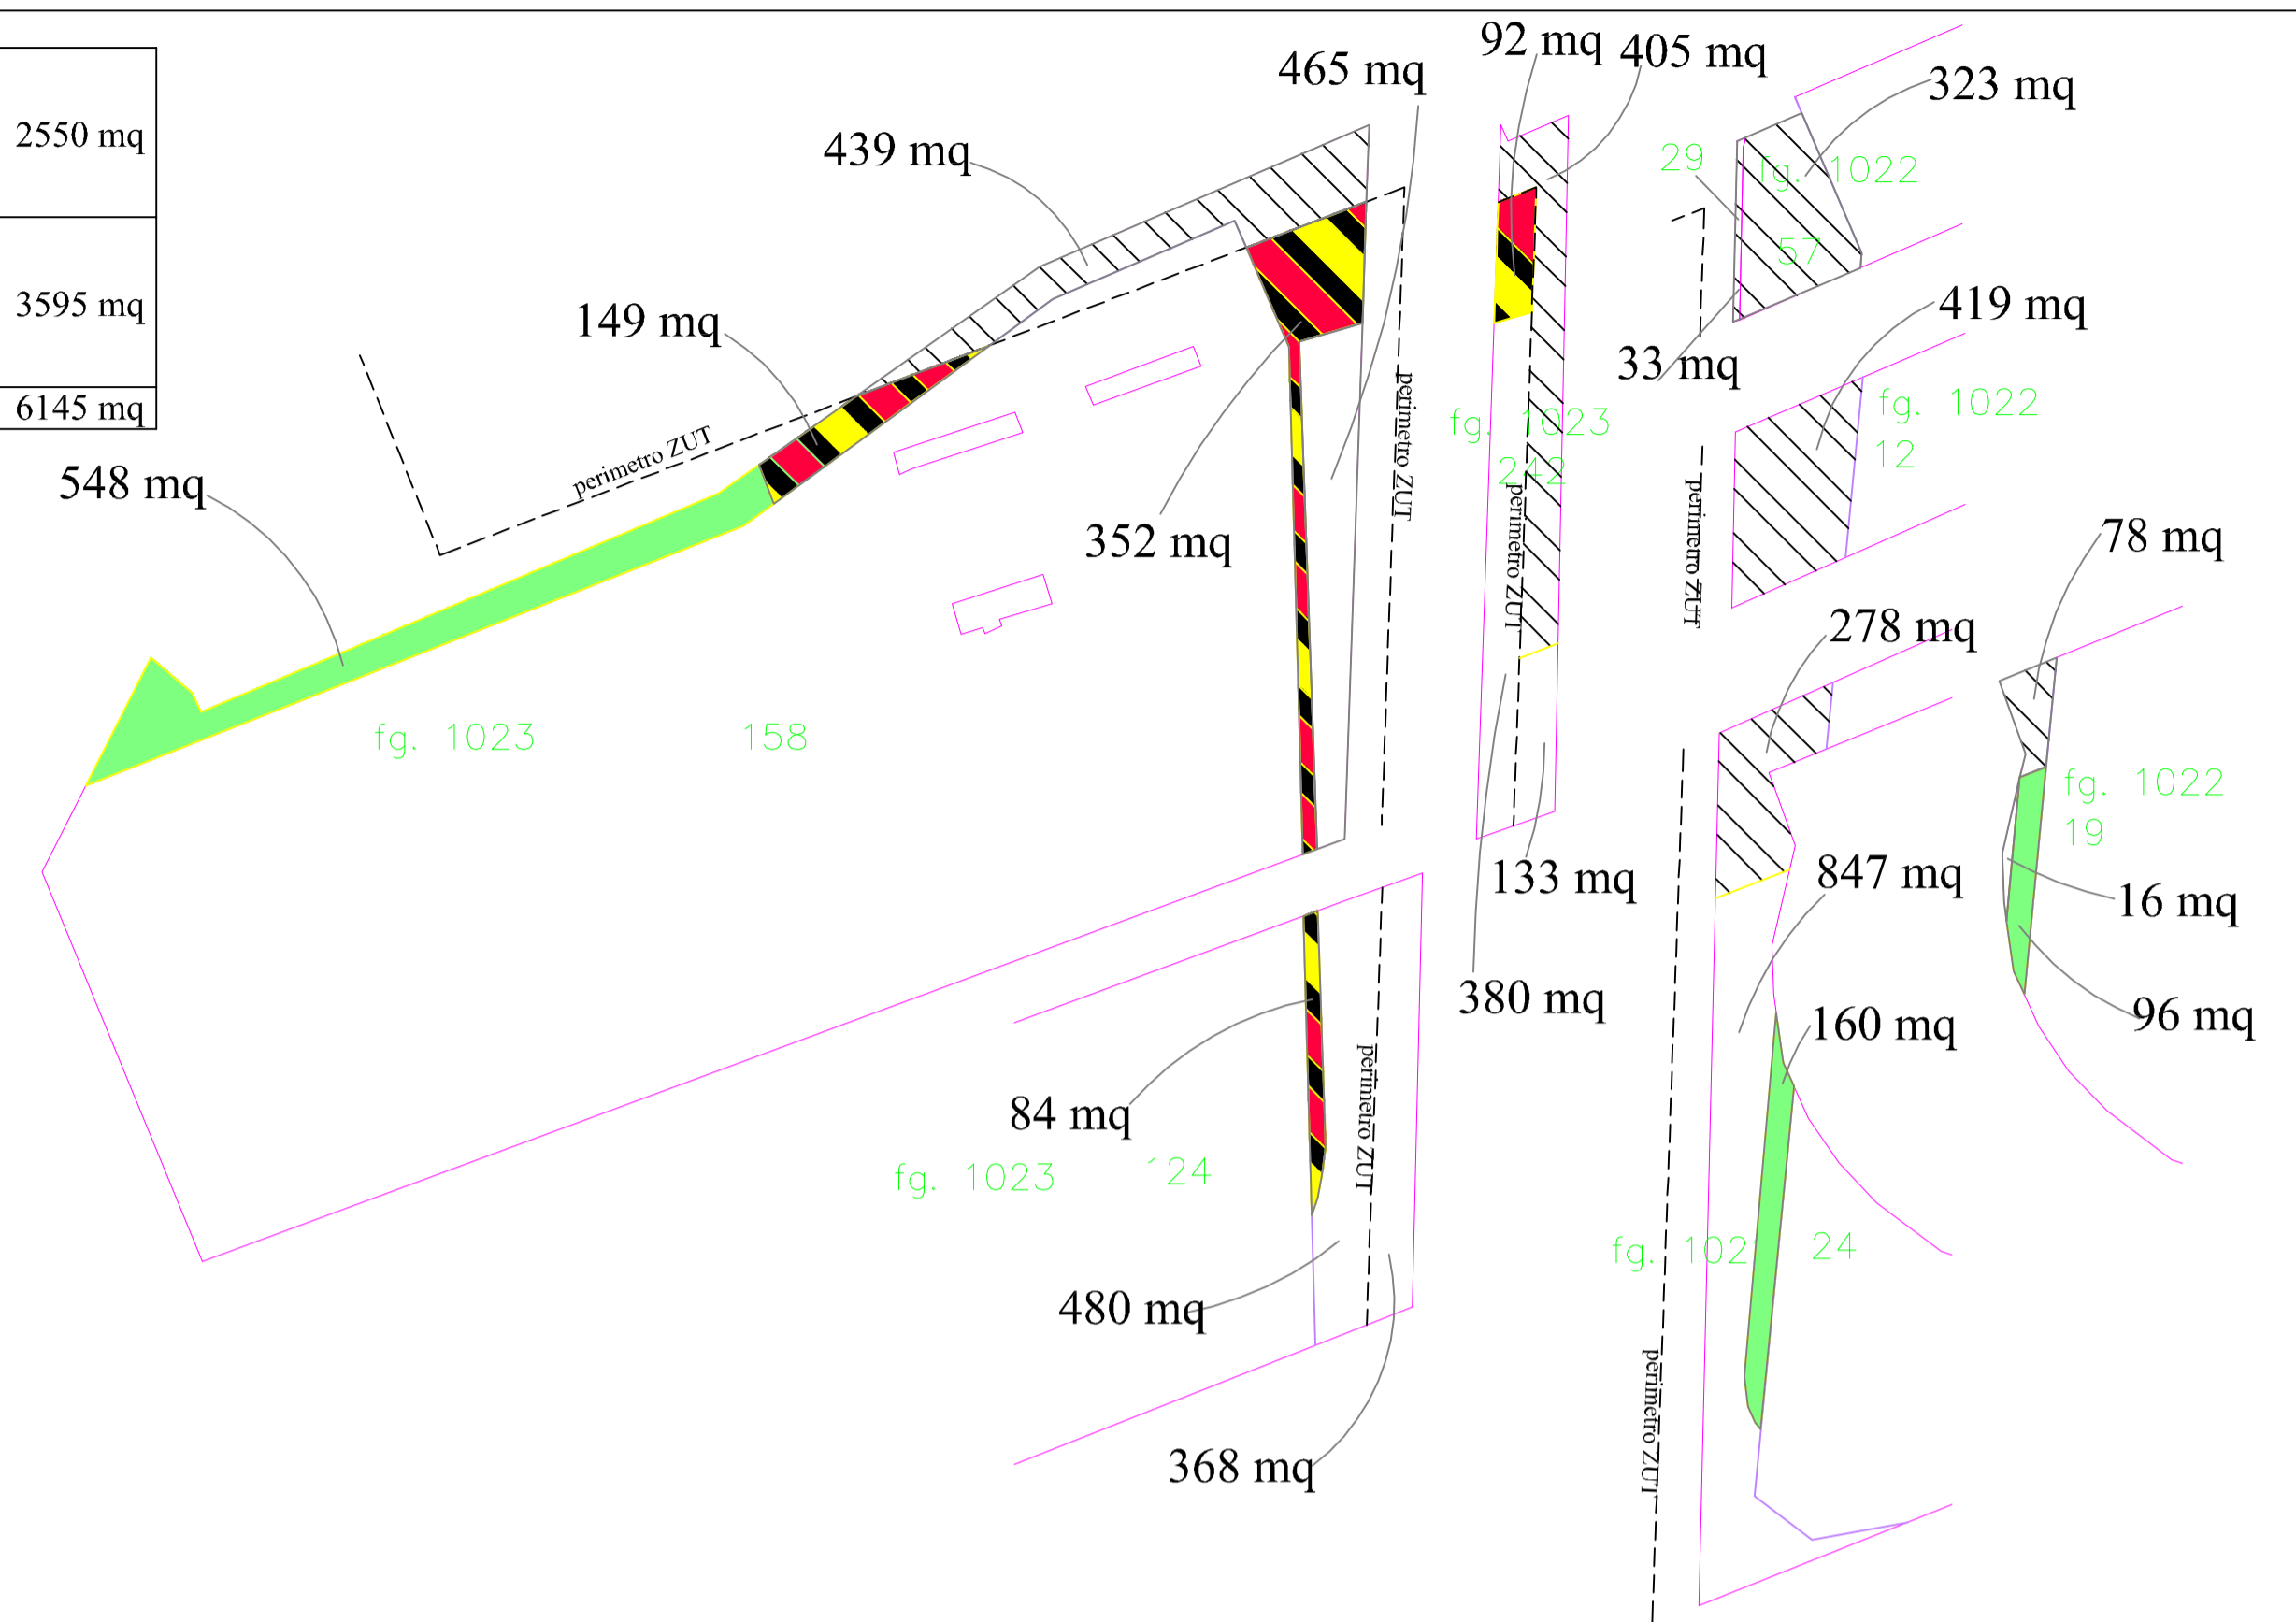 2550 mq
3595 mq
6145 mq
92 mq
405 mq
465 mq
323 mq
439 mq
29
fg. 1022
57
149 mq
419 mq
33 mq
perimetro ZUT
fg. 1023
242
fg. 1022
12
perimetro ZUT
548 mq
perimetro ZUT
perimetro ZUT
352 mq
78 mq
278 mq
fg. 1023
158
fg. 1022
19
133 mq
847 mq
16 mq
380 mq
160 mq
96 mq
84 mq
perimetro ZUT
fg. 1023
124
fg. 102
24
480 mq
368 mq
perimetro ZUT